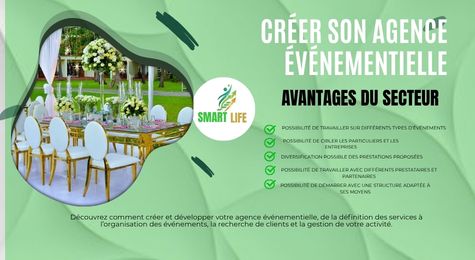 CRÉER SON AGENCE
ÉVÉNEMENTIELLE
AVANTAGES DU SECTEUR
SMART LIFE
POSSIBILITÉ DE TRAVAILLER SUR DIFFÉRENTS TYPES D'ÉVÉNEMENTS
POSSIBILITÉ DE CIBLER LES PARTICULIERS ET LES
ENTREPRISES
DIVERSIFICATION POSSIBLE DES PRESTATIONS PROPOSÉES
POSSIBILITÉ DE TRAVAILLER AVEC DIFFÉRENTS PRESTATAIRES ET
PARTENAIRES
POSSIBILITÉ DE DÉMARRER AVEC UNE STRUCTURE ADAPTÉE À
SES MOYENS
Découvrez comment créer et développer votre agence événementielle, de la définition des services à
l'organisation des événements, la recherche de clients et la gestion de votre activité.